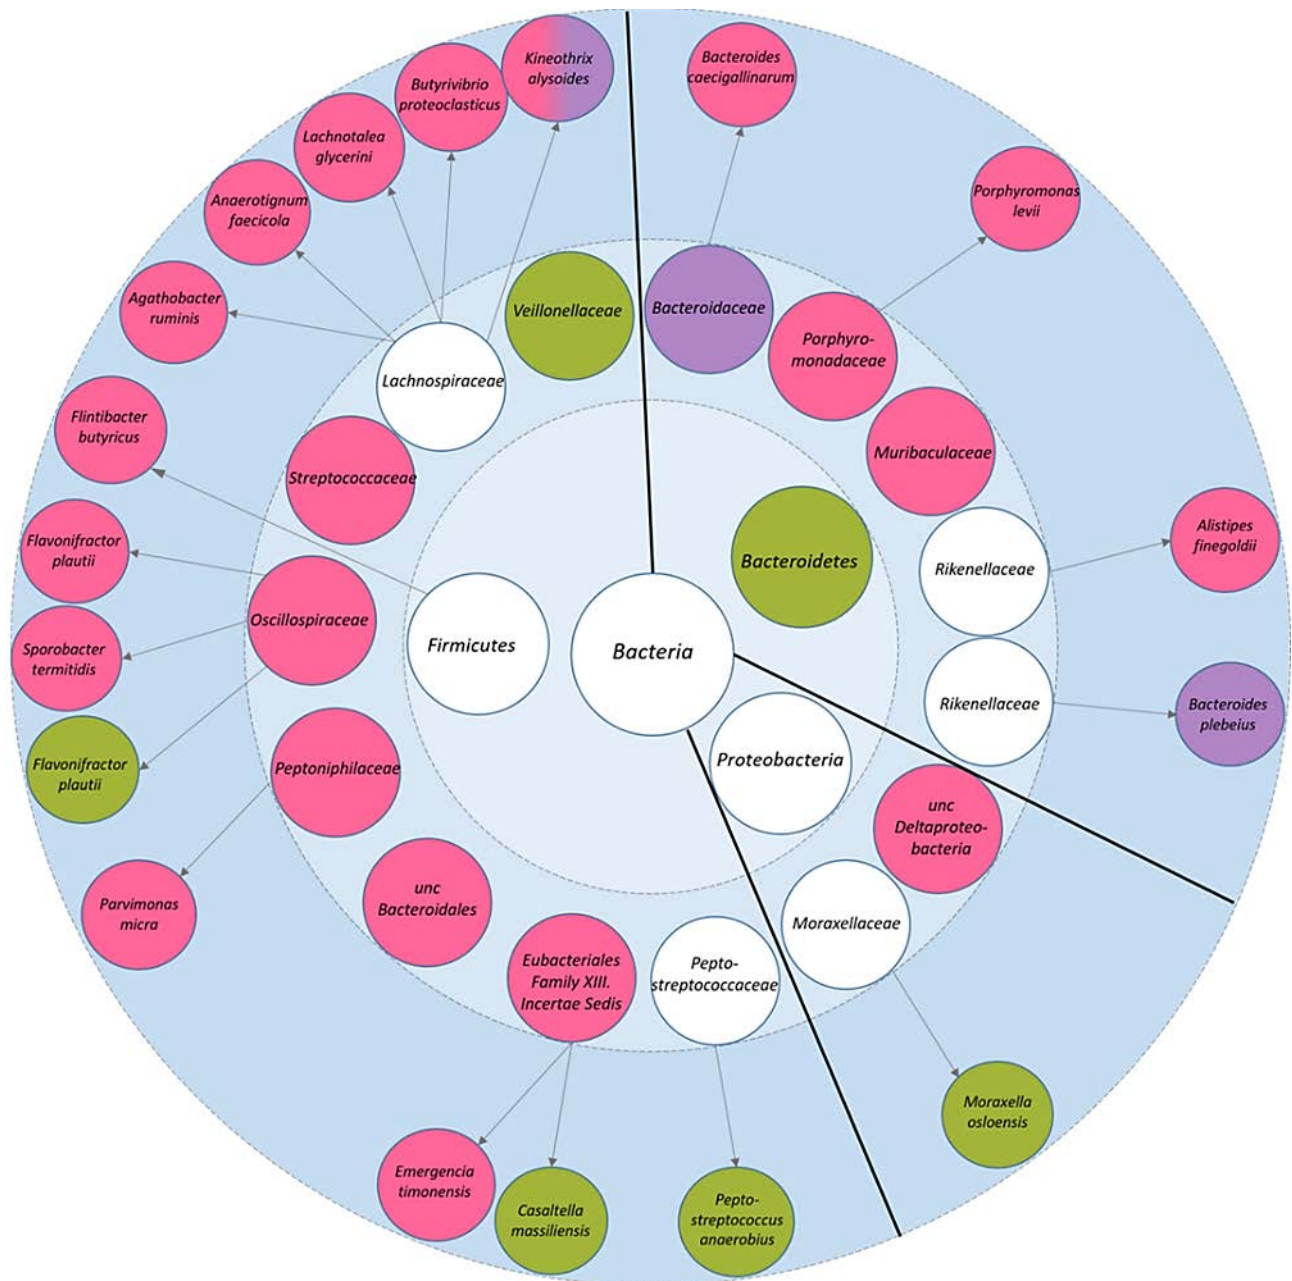 Kineothrix
alysoides
Bacteroides
caecigallinarum
Butyrivibrio
proteoclasticus
Lachnotalea
glycerini
Anaerotignum
faecicola
Porphyromonas
levii
Agathobacter
ruminis
Veillonellaceae
Bacteroidaceae
Porphyro-
monadaceae
Lachnospiraceae
Flintibacter
butyricus
Streptococcaceae
Muribaculaceae
Flavonifractor
plautii
Bacteroidetes
Rikenellaceae
Alistipes
finegoldii
Oscillospiraceae
Firmicutes
Bacteria
Sporobacter
termitidis
Rikenellaceae
Bacteroides
plebeius
Flavonifractor
plautii
Peptoniphilaceae
Proteobacteria
unc
Deltaproteo-
bacteria
Parvimonas
micra
unc
Bacteroidales
Moraxellaceae
Eubacteriales
Family XIII.
Incertae Sedis
Pepto-
streptococcaceae
Moraxella
osloensis
Emergencia
timonensis
Casaltella
massiliensis
Pepto-
streptococcus
anaerobius